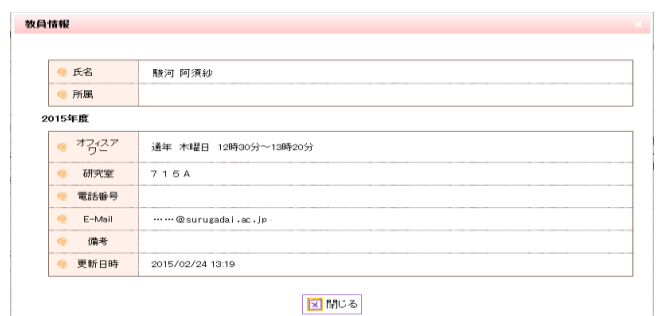 教員情報
氏名 駿河 阿須紗
所属
2015年度
オフィスアワー 通年 木曜日 12時30分～13時20分
研究室 ７１５Ａ
電話番号
E-Mail ……@surugadai.ac.jp
備考
更新日時 2015/02/24 13:19
閉じる